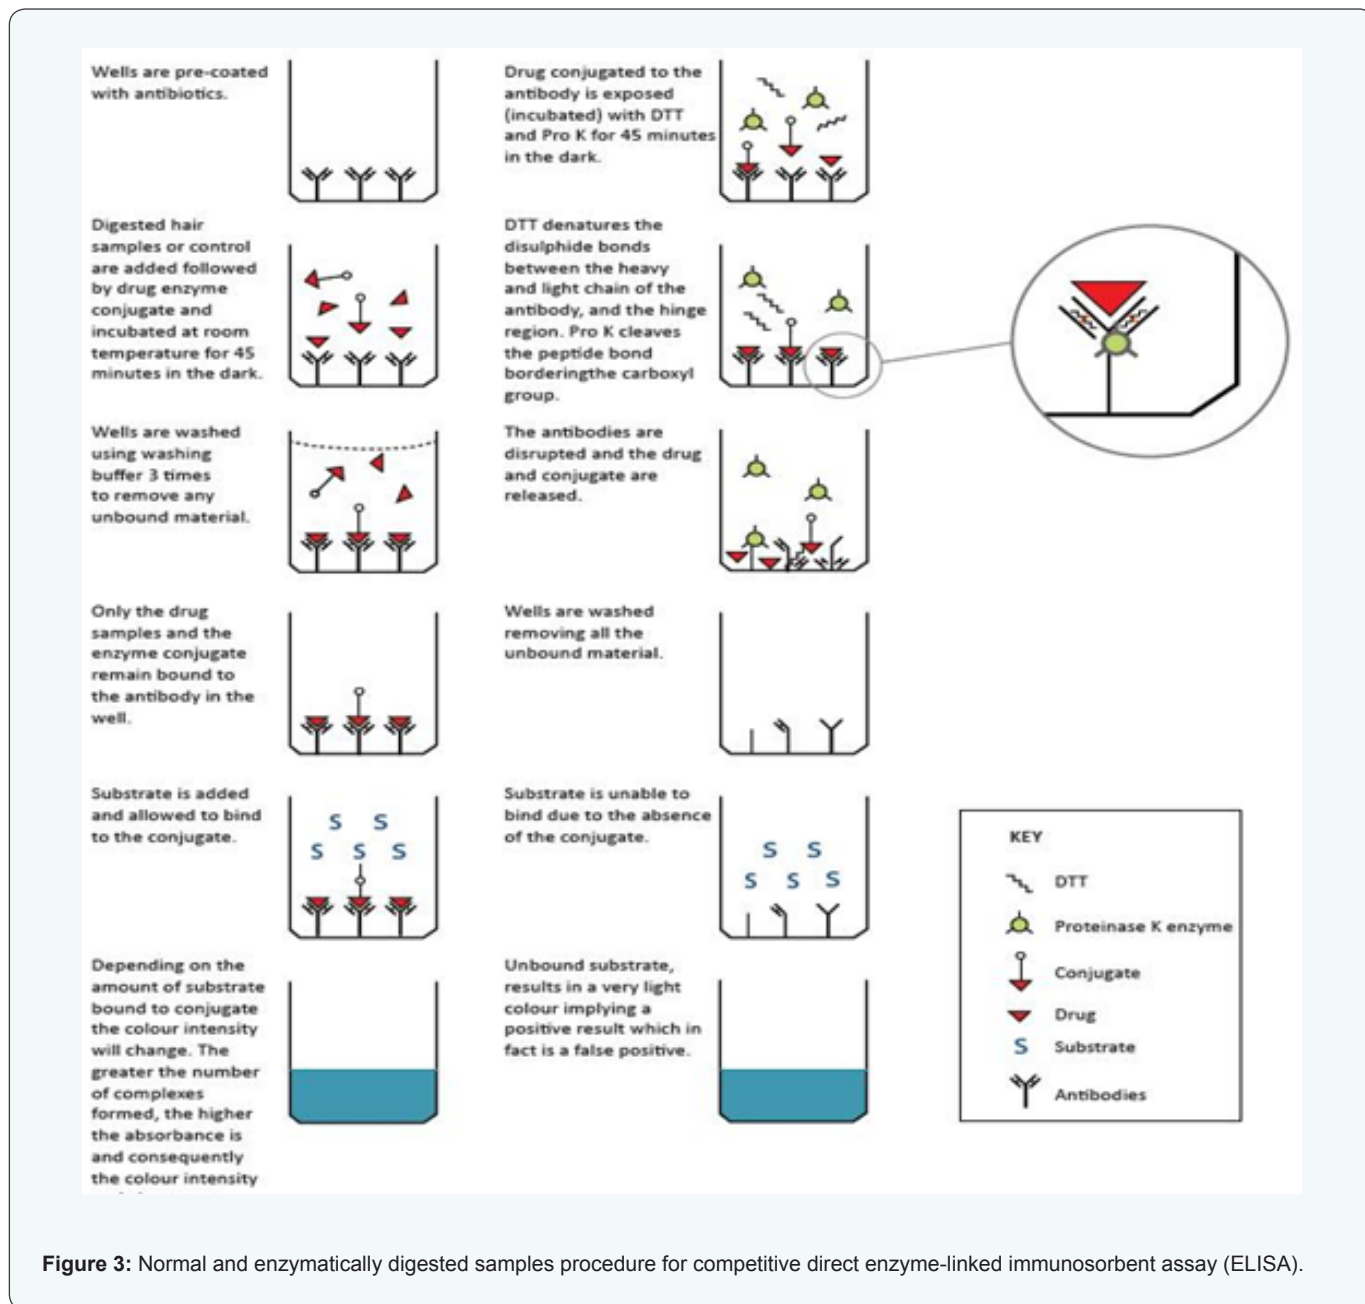 Wells are pre-coated
with antibiotics.
Digested hair
samples or control
are added followed
by drug enzyme
conjugate and
incubated at room
temperature for 45
minutes in the dark.
Wells are washed
using washing
buffer 3 times
to remove any
unbound material.
Only the drug
samples and the
enzyme conjugate
remain bound to
the antibody in the
well.
Substrate is added
and allowed to bind
to the conjugate.
S S
S S S
Depending on the
amount of substrate
bound to conjugate
the colour intensity
will change. The
greater the number
of complexes
formed, the higher
the absorbance is
and consequently
the colour intensity
Drug conjugated to the
antibody is exposed
(incubated) with DTT
and Pro K for 45 minutes
in the dark.
DTT denatures the
disulphide bonds
between the heavy
and light chain of the
antibody, and the hinge
region. Pro K cleaves
the peptide bond
borderingthe carboxyl
group.
The antibodies are
disrupted and the drug
and conjugate are
released.
Wells are washed
removing all the
unbound material.
Substrate is unable to
bind due to the absence
of the conjugate.
S S
S S S
Unbound substrate,
results in a very light
colour implying a
positive result which in
fact is a false positive.
KEY
DTT
Proteinase K enzyme
Conjugate
Drug
S Substrate
Antibodies
Figure 3: Normal and enzymatically digested samples procedure for competitive direct enzyme-linked immunosorbent assay (ELISA).